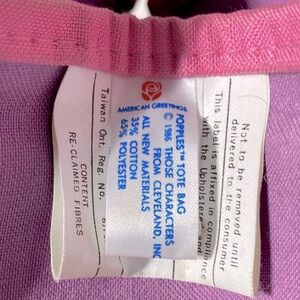 AMERICAN GREETINGS
POPPLES™ TOTE BAG
© 1986 THOSE CHARACTERS
FROM CLEVELAND, INC
ALL NEW MATERIALS
35% COTTON
65% POLYESTER
Not to be removed until
delivered to the consumer
This label is affixed in compliance
with the Upholstered
Taiwan Ont. Reg. No.
CONTENT
RE-CLAIMED FIBRES